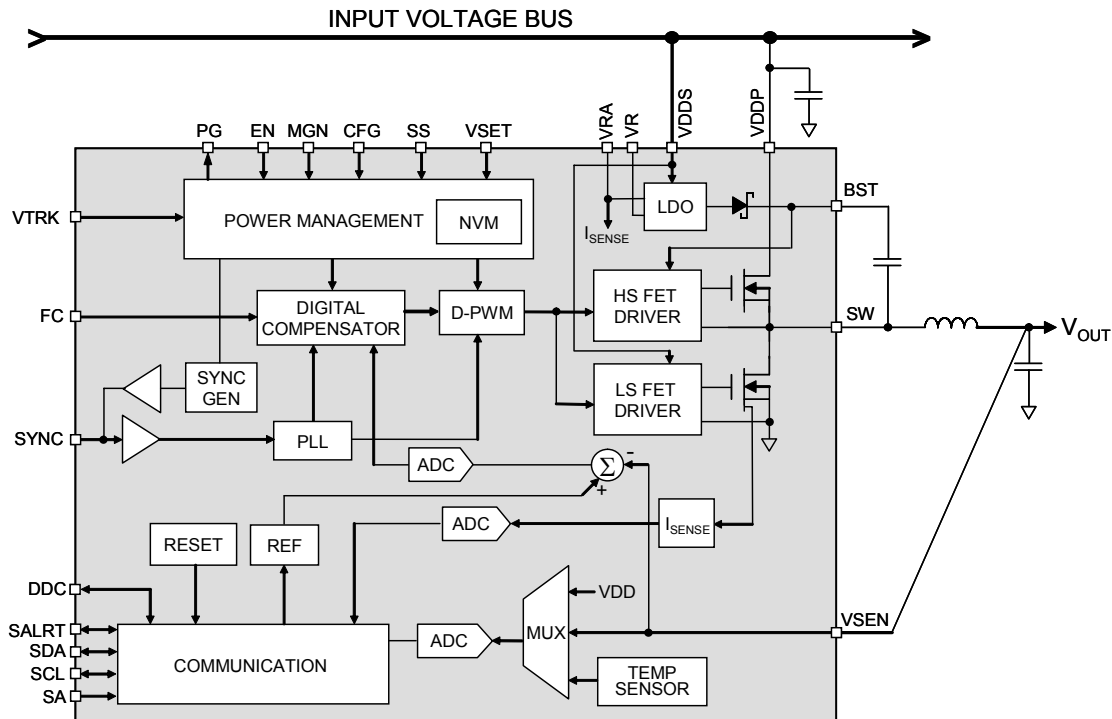 INPUT VOLTAGE BUS
PG
EN
MGN
CFG
SS
VSET
VRA
VR
VDDS
VDDP
VTRK
POWER MANAGEMENT
NVM
LDO
BST
ISENSE
FC
DIGITAL
COMPENSATOR
D-PWM
HS FET
DRIVER
SW
VOUT
SYNC
GEN
LS FET
DRIVER
SYNC
PLL
ADC
Σ
-
+
RESET
REF
ADC
ISENSE
DDC
VDD
SALRT
SDA
SCL
SA
COMMUNICATION
ADC
MUX
VSEN
TEMP
SENSOR